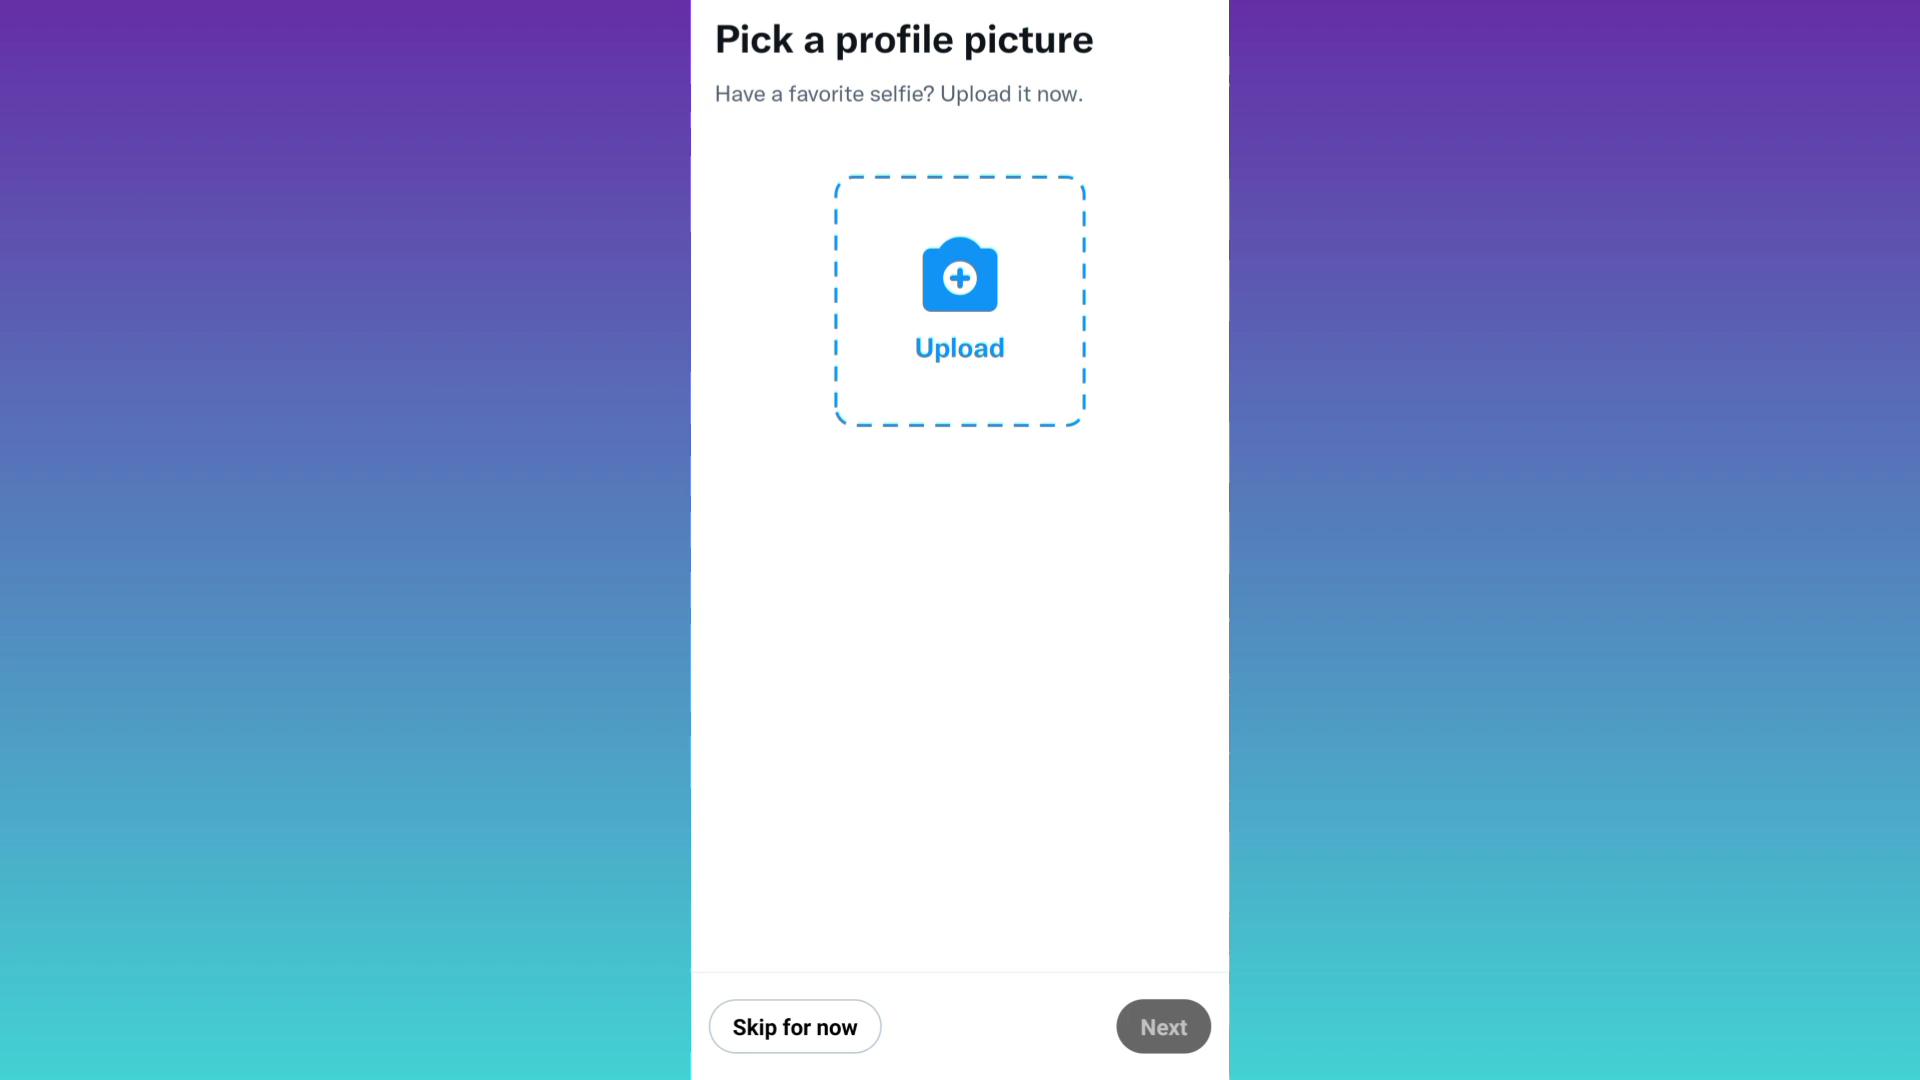 Pick a profile picture
Have a favorite selfie? Upload it now.
Upload
Skip for now
Next